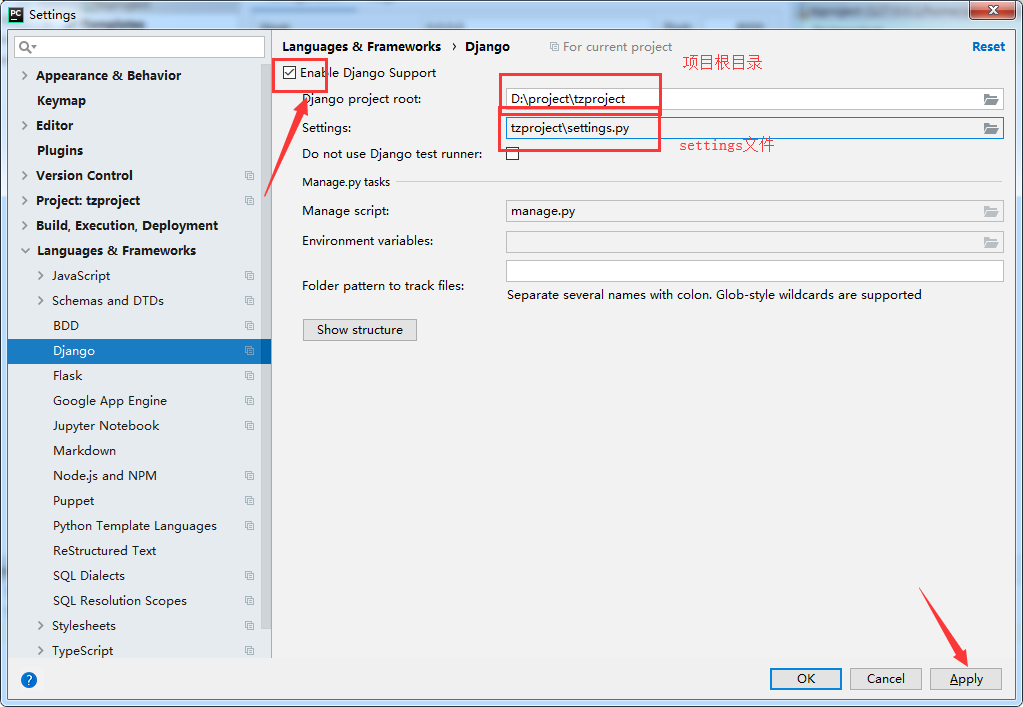 Settings
Languages & Frameworks › Django
For current project
Reset
Appearance & Behavior
Keymap
Editor
Plugins
Version Control
Project: tzproject
Build, Execution, Deployment
Languages & Frameworks
JavaScript
Schemas and DTDs
BDD
Django
Flask
Google App Engine
Jupyter Notebook
Markdown
Node.js and NPM
Puppet
Python Template Languages
ReStructured Text
SQL Dialects
SQL Resolution Scopes
Stylesheets
TypeScript
Enable Django Support
项目根目录
Django project root: D:\project\tzproject
Settings: tzproject\settings.py
settings文件
Do not use Django test runner:
Manage.py tasks
Manage script: manage.py
Environment variables:
Folder pattern to track files:
Separate several names with colon. Glob-style wildcards are supported
Show structure
OK
Cancel
Apply